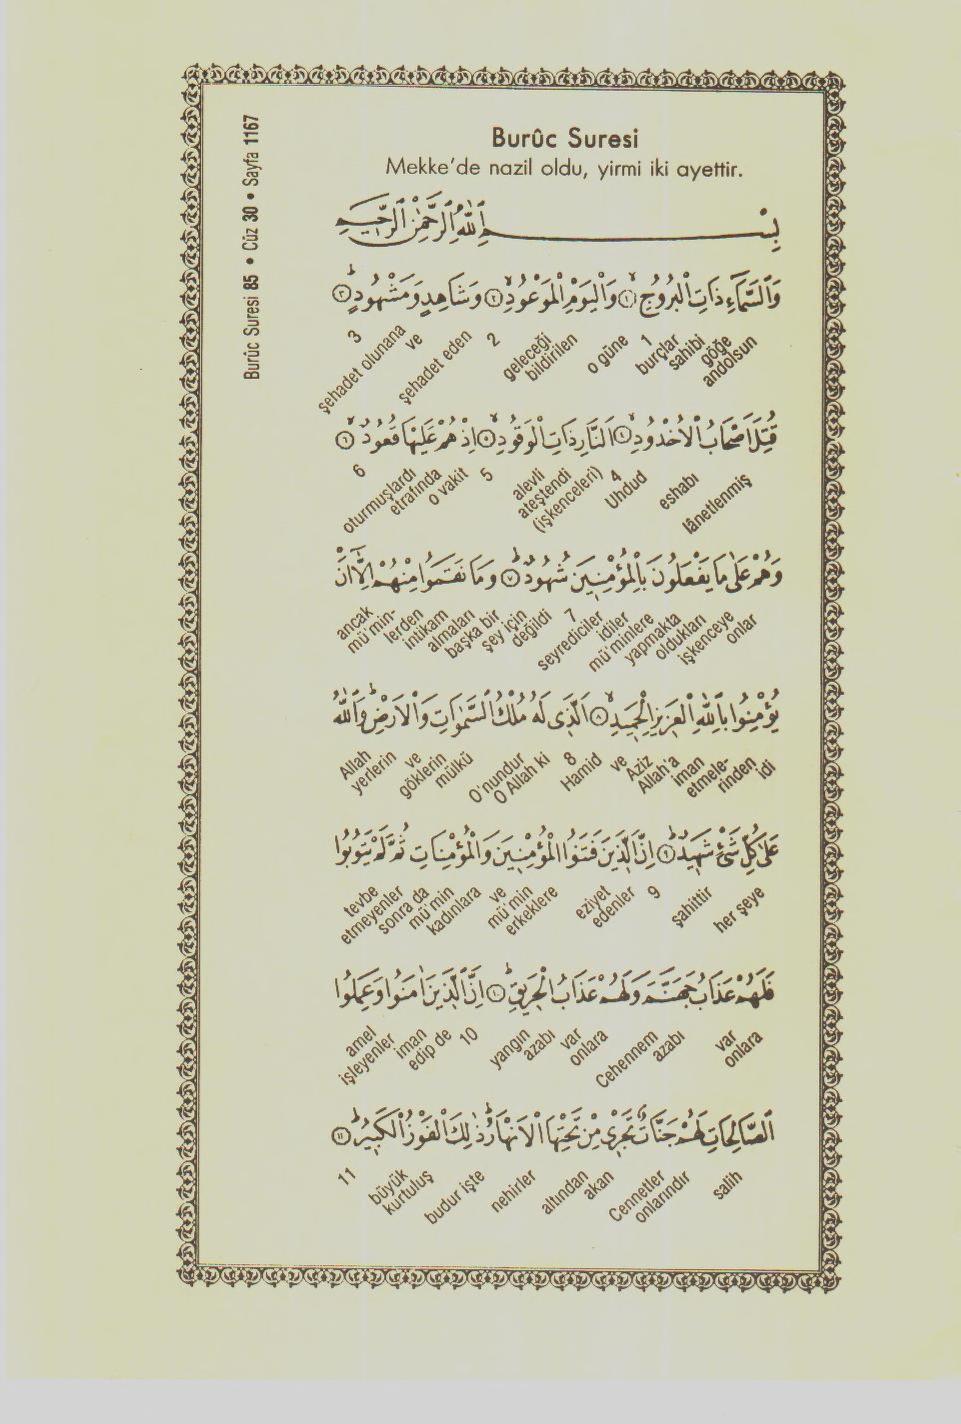 Burûc Suresi 85 • Cüz 30 • Sayfa 1167
Burûc Suresi
Mekke'de nazil oldu, yirmi iki ayettir.
بِسْمِ اللّٰهِ الرَّحْمٰنِ الرَّحِيمِ
وَالسَّمَاءِ ذَاتِ الْبُرُوجِ ﴿١﴾ وَالْيَوْمِ الْمَوْعُودِ ﴿٢﴾ وَشَاهِدٍ وَمَشْهُودٍ ﴿٣﴾
andolsun göğe sahibi burçlar 1 o güne bildirilen geleceği 2 şehadet eden ve şehadet olunana 3
قُتِلَ اَصْحَابُ الْاُخْدُودِ ﴿٤﴾ اَلنَّارِ ذَاتِ الْوَقُودِ ﴿٥﴾ اِذْ هُمْ عَلَيْهَا قُعُودٌ ﴿٦﴾
lânetlenmiş eshabı Uhdud 4 (işkenceleri) ateştendi alevli 5 o vakit etrafında oturmuşlardı 6
وَهُمْ عَلٰى مَا يَفْعَلُونَ بِالْمُؤْمِنِينَ شُهُودٌ ﴿٧﴾ وَمَا نَقَمُوا مِنْهُمْ اِلَّا اَنْ
onlar işkenceye oldukları yapmakta mü'minlere idiler seyrediciler 7 değildi şey için başka bir almaları intikam lerden mü'min- ancak
يُؤْمِنُوا بِاللّٰهِ الْعَزِيزِ الْحَمِيدِ ﴿٨﴾ اَلَّذِى لَهُ مُلْكُ السَّمٰوَاتِ وَالْاَرْضِ وَاللّٰهُ
idi rinden etmele- iman Allah'a Aziz ve Hamid 8 O Allah ki O'nundur mülkü göklerin ve yerlerin Allah
عَلٰى كُلِّ شَیْءٍ شَهِيدٌ ﴿٩﴾ اِنَّ الَّذِينَ فَتَنُوا الْمُؤْمِنِينَ وَالْمُؤْمِنَاتِ ثُمَّ لَمْ يَتُوبُوا
her şeye şahittir 9 edenler eziyet erkeklere mü'min ve kadınlara mü'min sonra da etmeyenler tevbe
فَلَهُمْ عَذَابُ جَهَنَّمَ وَلَهُمْ عَذَابُ الْحَرِيقِ ﴿١٠﴾ اِنَّ الَّذِينَ اٰمَنُوا وَعَمِلُوا
onlara var azabı Cehennem onlara var azabı yangın 10 edip de iman işleyenler amel
الصَّالِحَاتِ لَهُمْ جَنَّاتٌ تَجْرِى مِنْ تَحْتِهَا الْاَنْهَارُ ذٰلِكَ الْفَوْزُ الْكَبِيرُ ﴿١١﴾
salih onlarındır Cennetler akan altından nehirler budur işte kurtuluş büyük 11